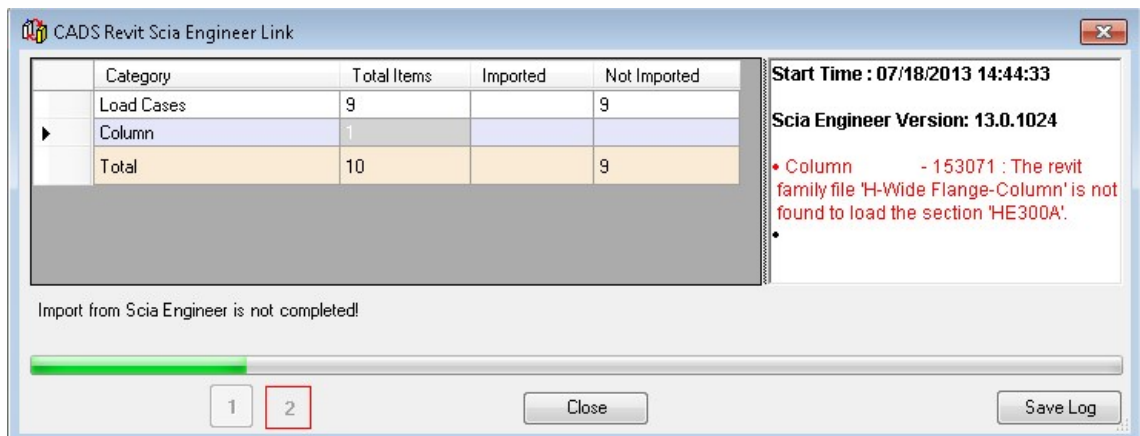 CADS Revit Scia Engineer Link
Category Total Items Imported Not Imported
Load Cases 9 9
Column 1
Total 10 9
Start Time : 07/18/2013 14:44:33
Scia Engineer Version: 13.0.1024
• Column - 153071 : The revit
family file 'H-Wide Flange-Column' is not
found to load the section 'HE300A'.
•
Import from Scia Engineer is not completed!
1 2 Close Save Log